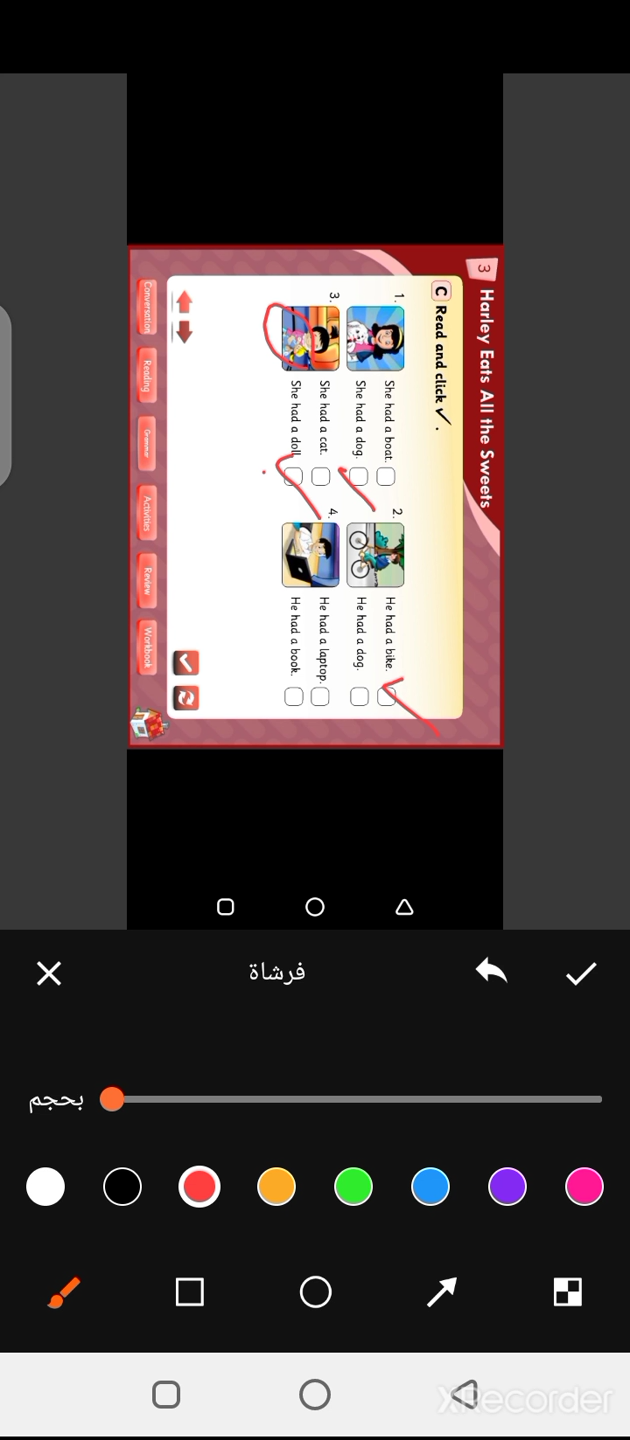 3 Harley Eats All the Sweets
C Read and click ✓.
1.
She had a boat.
She had a dog.
2.
He had a bike.
He had a dog.
3.
She had a cat.
She had a doll.
4.
He had a laptop.
He had a book.
Conversation
Reading
Grammar
Activities
Review
Workbook
فرشاة
بحجم
XRecorder